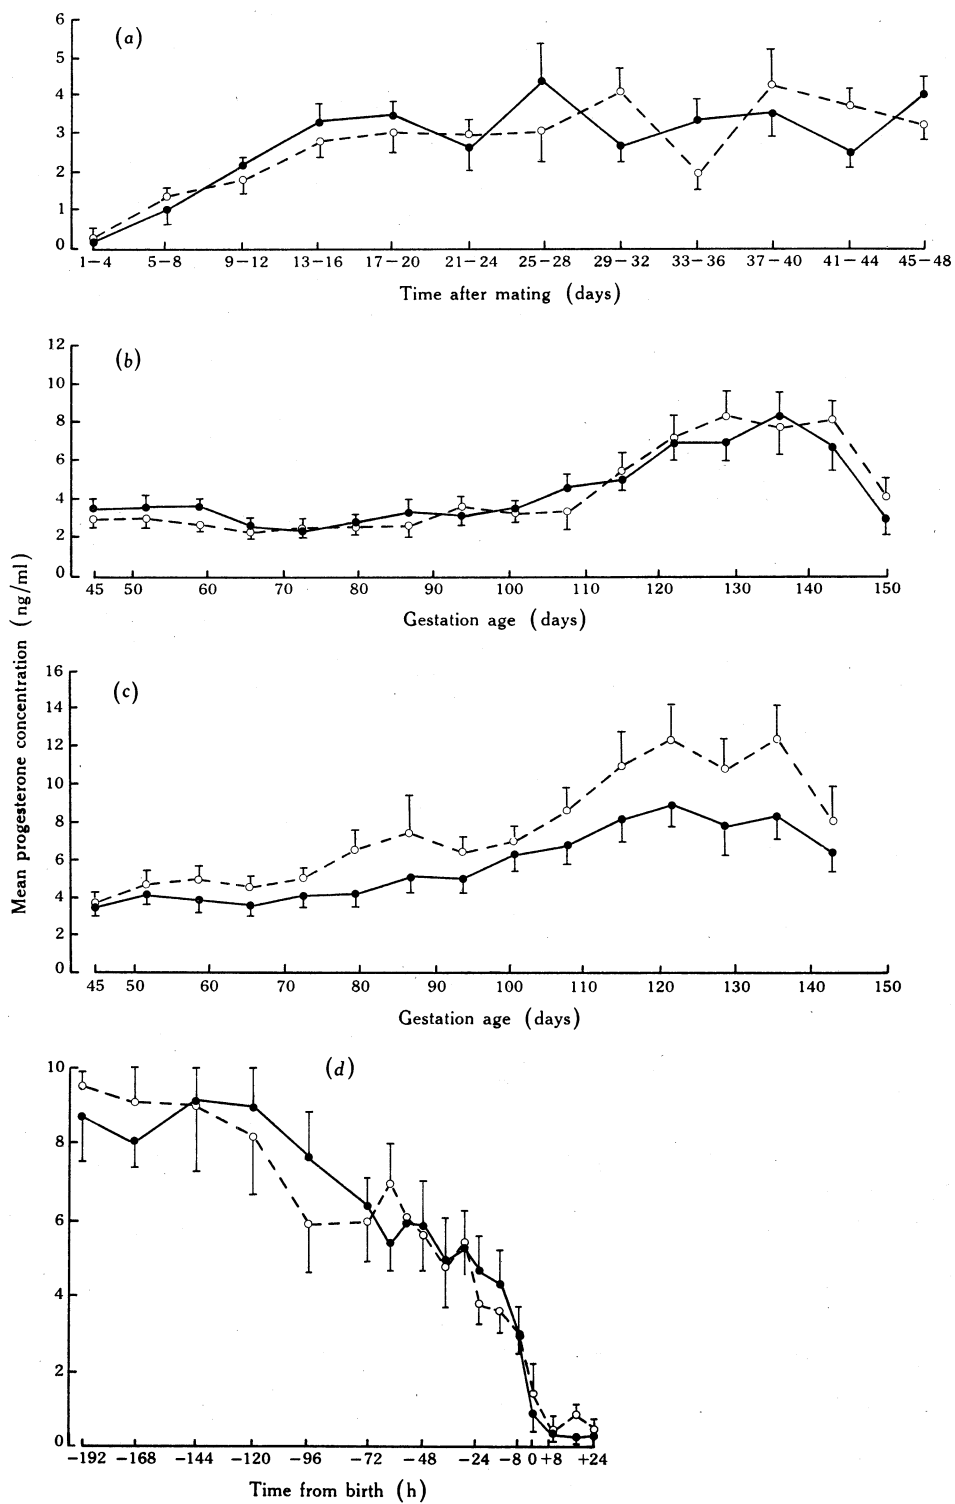 (a)
6
5
4
3
2
1
0
1–4 5–8 9–12 13–16 17–20 21–24 25–28 29–32 33–36 37–40 41–44 45–48
Time after mating (days)
(b)
12
10
8
6
4
2
0
45 50 60 70 80 90 100 110 120 130 140 150
Gestation age (days)
Mean progesterone concentration (ng/ml)
(c)
16
14
12
10
8
6
4
2
0
45 50 60 70 80 90 100 110 120 130 140 150
Gestation age (days)
(d)
10
8
6
4
2
0
−192 −168 −144 −120 −96 −72 −48 −24 −8 0 +8 +24
Time from birth (h)